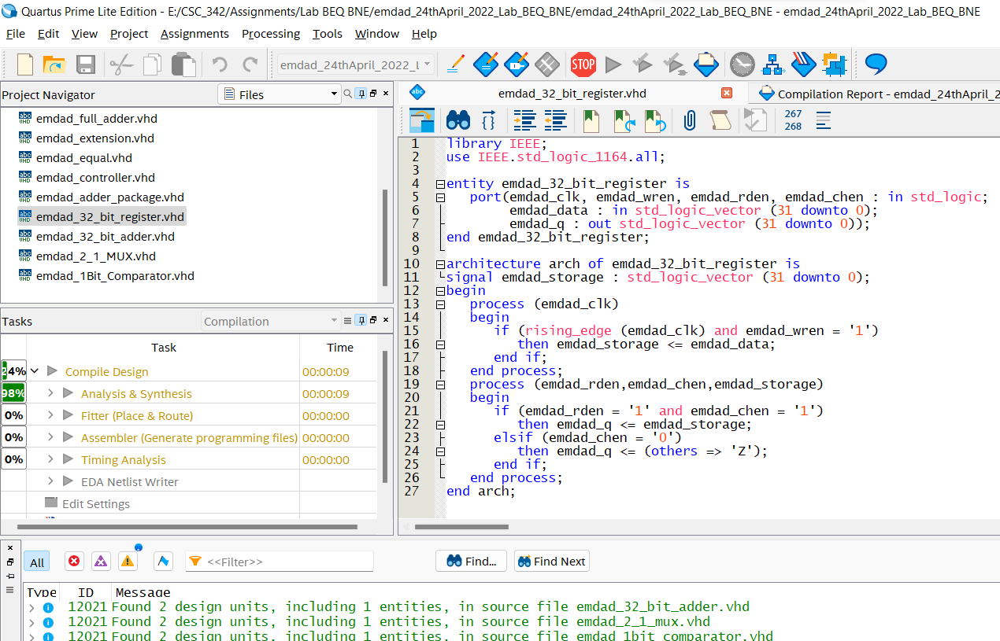 Quartus Prime Lite Edition - E:/CSC_342/Assignments/Lab BEQ BNE/emdad_24thApril_2022_Lab_BEQ_BNE/emdad_24thApril_2022_Lab_BEQ_BNE - emdad_24thApril_2022_Lab_BEQ_BNE
File Edit View Project Assignments Processing Tools Window Help
emdad_24thApril_2022_L
STOP
Project Navigator
Files
emdad_full_adder.vhd
emdad_extension.vhd
emdad_equal.vhd
emdad_controller.vhd
emdad_adder_package.vhd
emdad_32_bit_register.vhd
emdad_32_bit_adder.vhd
emdad_2_1_MUX.vhd
emdad_1Bit_Comparator.vhd
Tasks
Compilation
Task Time
24% Compile Design 00:00:09
98% Analysis & Synthesis 00:00:09
0% Fitter (Place & Route) 00:00:00
0% Assembler (Generate programming files) 00:00:00
0% Timing Analysis 00:00:00
EDA Netlist Writer
Edit Settings
emdad_32_bit_register.vhd
Compilation Report - emdad_24thApril_2
267
268
1 library IEEE;
2 use IEEE.std_logic_1164.all;
3
4 entity emdad_32_bit_register is
5 port(emdad_clk, emdad_wren, emdad_rden, emdad_chen : in std_logic;
6 emdad_data : in std_logic_vector (31 downto 0);
7 emdad_q : out std_logic_vector (31 downto 0));
8 end emdad_32_bit_register;
9
10 architecture arch of emdad_32_bit_register is
11 signal emdad_storage : std_logic_vector (31 downto 0);
12 begin
13 process (emdad_clk)
14 begin
15 if (rising_edge (emdad_clk) and emdad_wren = '1')
16 then emdad_storage <= emdad_data;
17 end if;
18 end process;
19 process (emdad_rden,emdad_chen,emdad_storage)
20 begin
21 if (emdad_rden = '1' and emdad_chen = '1')
22 then emdad_q <= emdad_storage;
23 elsif (emdad_chen = '0')
24 then emdad_q <= (others => 'Z');
25 end if;
26 end process;
27 end arch;
All
<<Filter>>
Find...
Find Next
Type ID Message
12021 Found 2 design units, including 1 entities, in source file emdad_32_bit_adder.vhd
12021 Found 2 design units, including 1 entities, in source file emdad_2_1_mux.vhd
12021 Found 2 design units, including 1 entities, in source file emdad_1bit_comparator.vhd